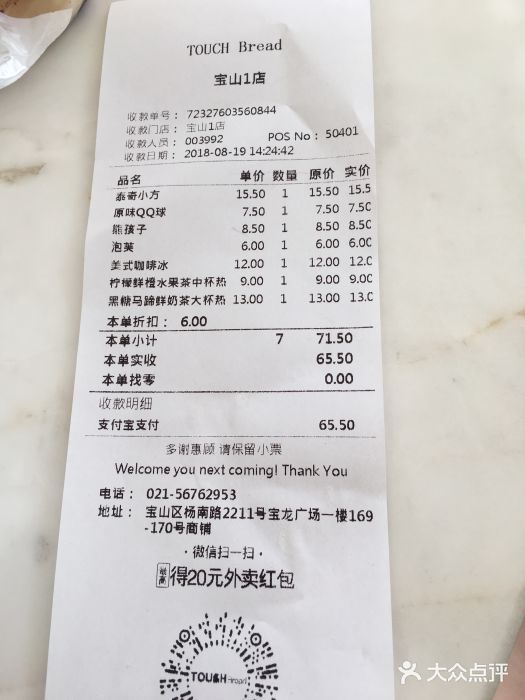 TOUCH Bread
宝山1店
收款单号： 72327603560844
收款门店： 宝山1店
收款人员： 003992 POS No： 50401
收款日期： 2018-08-19 14:24:42
品名 单价 数量 原价 实价
泰奇小方 15.50 1 15.50 15.5
原味QQ球 7.50 1 7.50 7.50
熊孩子 8.50 1 8.50 8.50
泡芙 6.00 1 6.00 6.00
美式咖啡冰 12.00 1 12.00 12.0
柠檬鲜橙水果茶中杯热 9.00 1 9.00 9.00
黑糖马蹄鲜奶茶大杯热 13.00 1 13.00 13.0
本单折扣： 6.00
本单小计 7 71.50
本单实收 65.50
本单找零 0.00
收款明细
支付宝支付 65.50
多谢惠顾 请保留小票
Welcome you next coming! Thank You
电话： 021-56762953
地址： 宝山区杨南路2211号宝龙广场一楼169
-170号商铺
·微信扫一扫·
最高得20元外卖红包
TOUCH Bread
大众点评